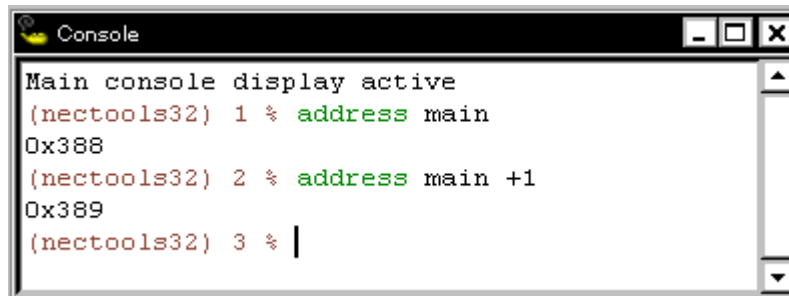 Console
Main console display active
(nectools32) 1 % address main
0x388
(nectools32) 2 % address main +1
0x389
(nectools32) 3 %